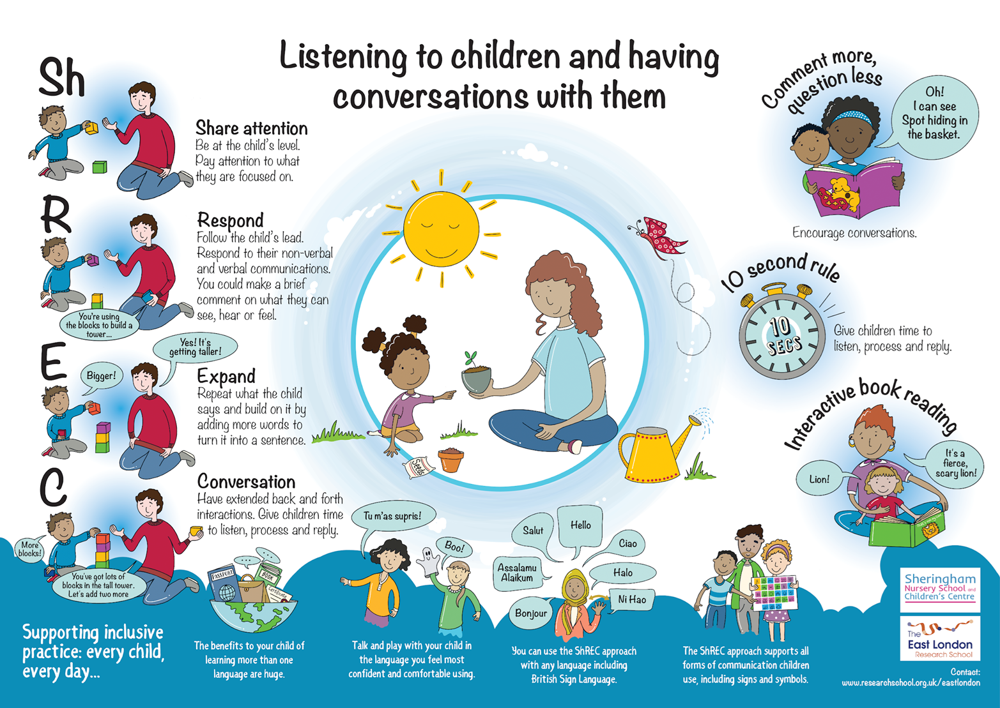 Listening to children and having
conversations with them
Sh
Share attention
Be at the child's level.
Pay attention to what
they are focused on.
R
Respond
Follow the child's lead.
Respond to their non-verbal
and verbal communications.
You could make a brief
comment on what they can
see, hear or feel.
You're using
the blocks to build a
tower...
E
Bigger!
Yes! It's
getting taller!
Expand
Repeat what the child
says and build on it by
adding more words to
turn it into a sentence.
C
Conversation
Have extended back and forth
interactions. Give children time
to listen, process and reply.
More
blocks!
You've got lots of
blocks in the tall tower.
Let's add two more
Seeds
Comment more,
question less
Oh!
I can see
Spot hiding in
the basket.
Encourage conversations.
10 second rule
10
SECS
Give children time to
listen, process and reply.
Interactive book reading
Lion!
It's a
fierce,
scary lion!
Supporting inclusive
practice: every child,
every day...
PASSPORT
BOOK
Certificate
The benefits to your child of
learning more than one
language are huge.
Tu m'as supris!
Boo!
Talk and play with your child in
the language you feel most
confident and comfortable using.
Salut
Hello
Ciao
Assalamu
Alaikum
Halo
Bonjour
Ni Hao
You can use the ShREC approach
with any language including
British Sign Language.
The ShREC approach supports all
forms of communication children
use, including signs and symbols.
Sheringham
Nursery School and
Children's Centre
The
East London
Research School
Contact:
www.researchschool.org.uk/eastlondon